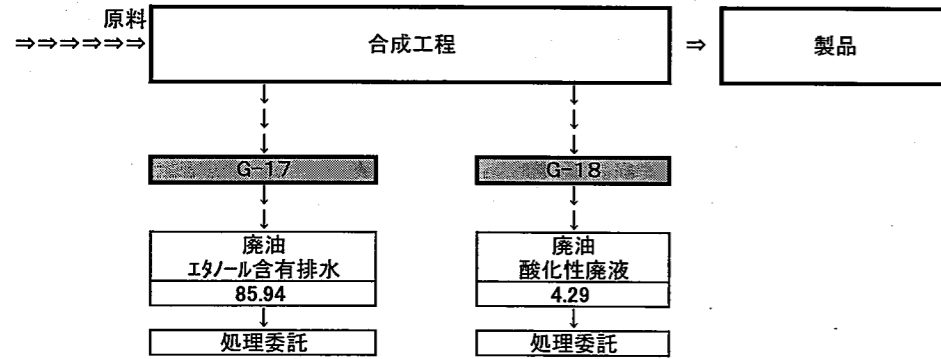 原料
⇒⇒⇒⇒⇒⇒
合成工程
⇒
製品
↓ ↓
↓ ↓
↓ ↓
G-17
G-18
↓ ↓
↓ ↓
廃油
ｴﾀﾉｰﾙ含有排水
85.94
廃油
酸化性廃液
4.29
↓ ↓
処理委託
処理委託